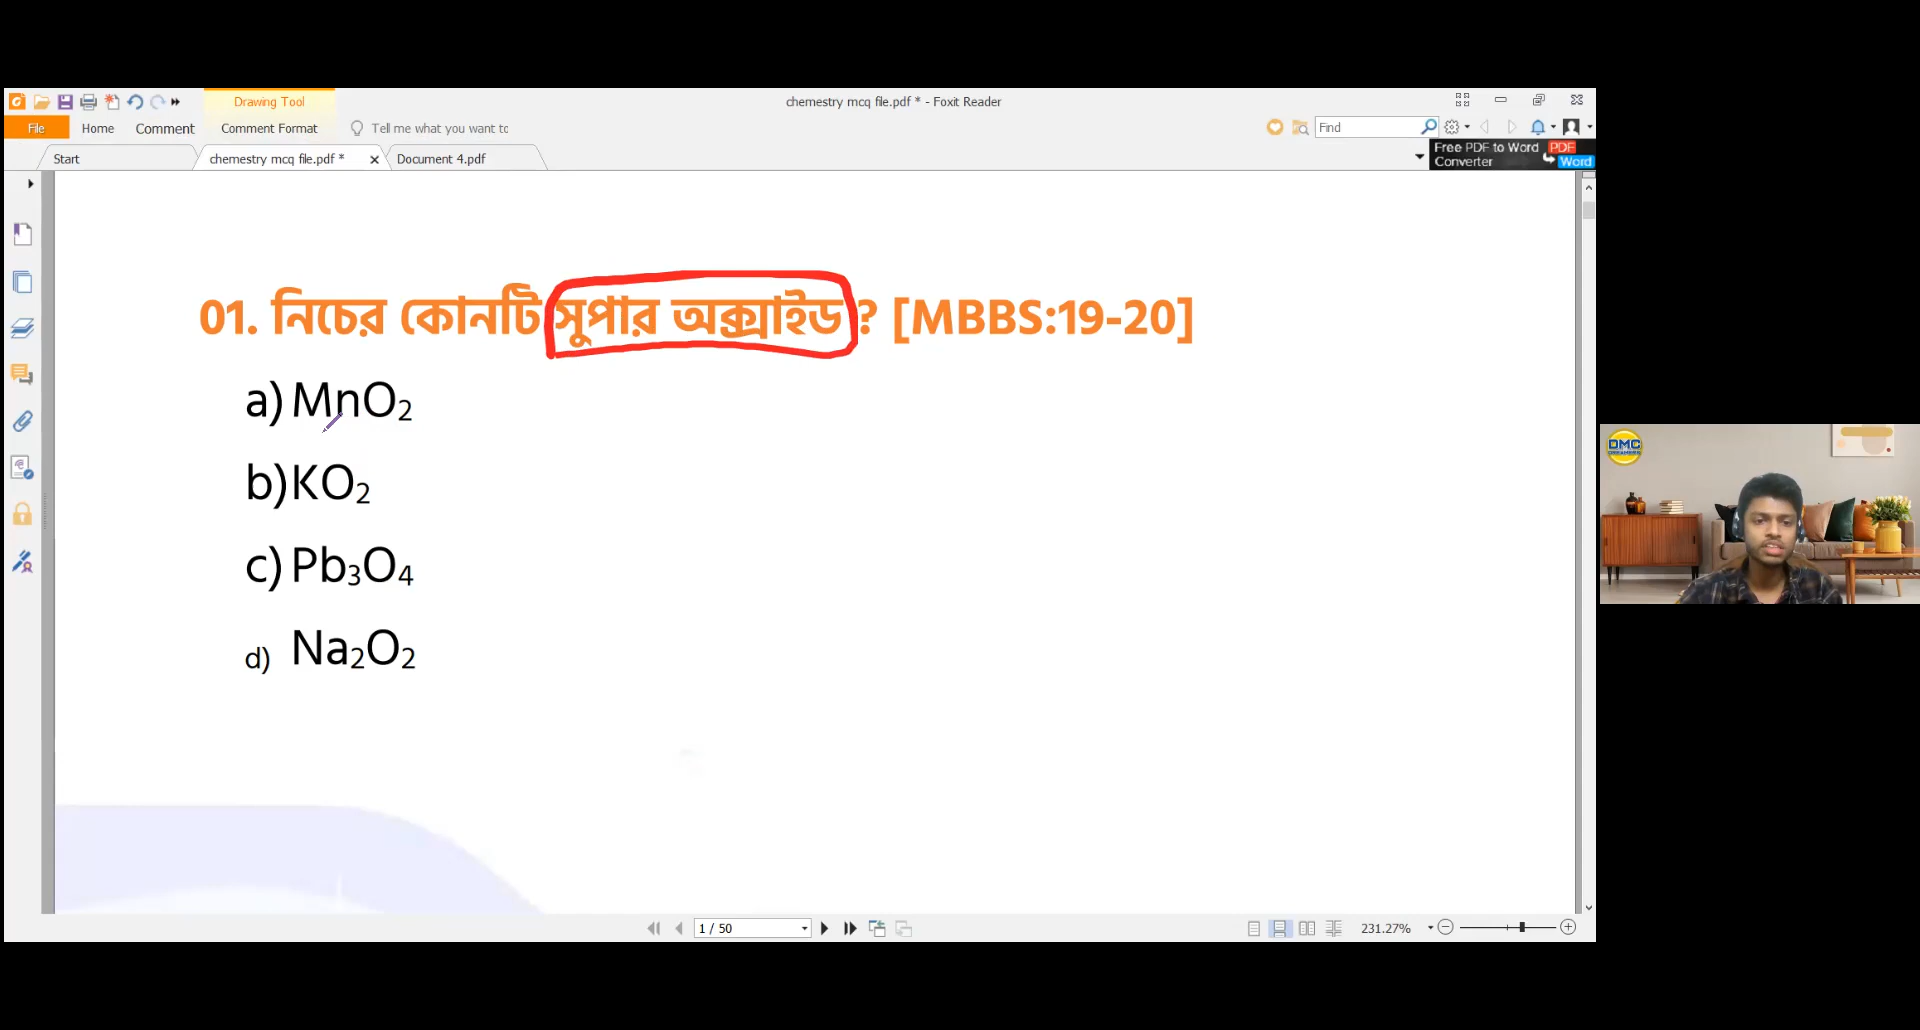 Drawing Tool
chemestry mcq file.pdf * - Foxit Reader
File Home Comment Comment Format Tell me what you want to Find
Start chemestry mcq file.pdf * Document 4.pdf
Free PDF to Word PDF
Converter Word
01. নিচের কোনটি সুপার অক্সাইড ? [MBBS:19-20]
a) MnO₂
b) KO₂
c) Pb₃O₄
d) Na₂O₂
DMC
1 / 50 231.27%